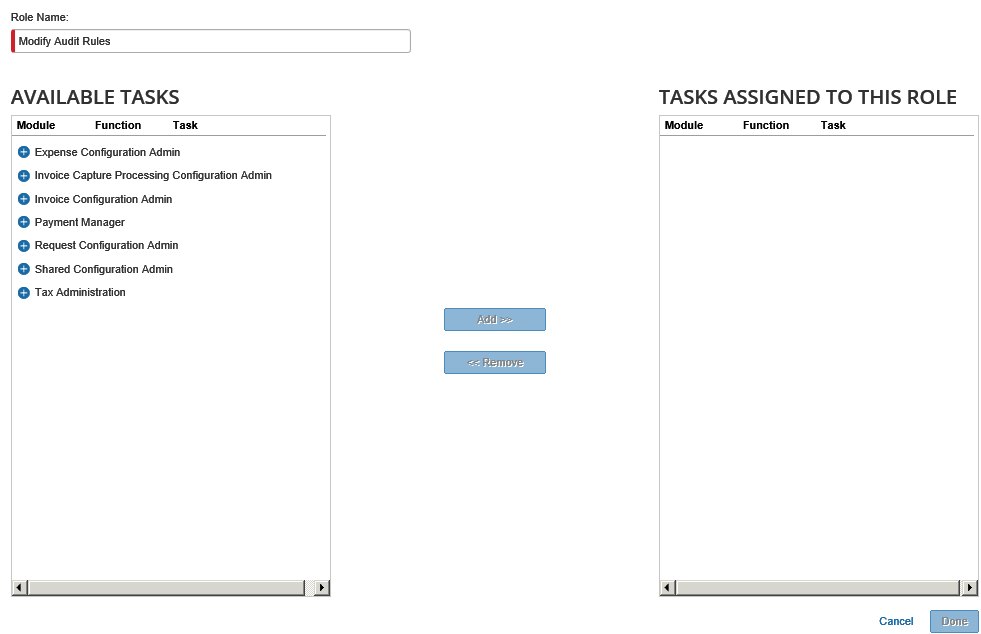 Role Name:
Modify Audit Rules
AVAILABLE TASKS
Module Function Task
Expense Configuration Admin
Invoice Capture Processing Configuration Admin
Invoice Configuration Admin
Payment Manager
Request Configuration Admin
Shared Configuration Admin
Tax Administration
Add >>
<< Remove
TASKS ASSIGNED TO THIS ROLE
Module Function Task
Cancel Done